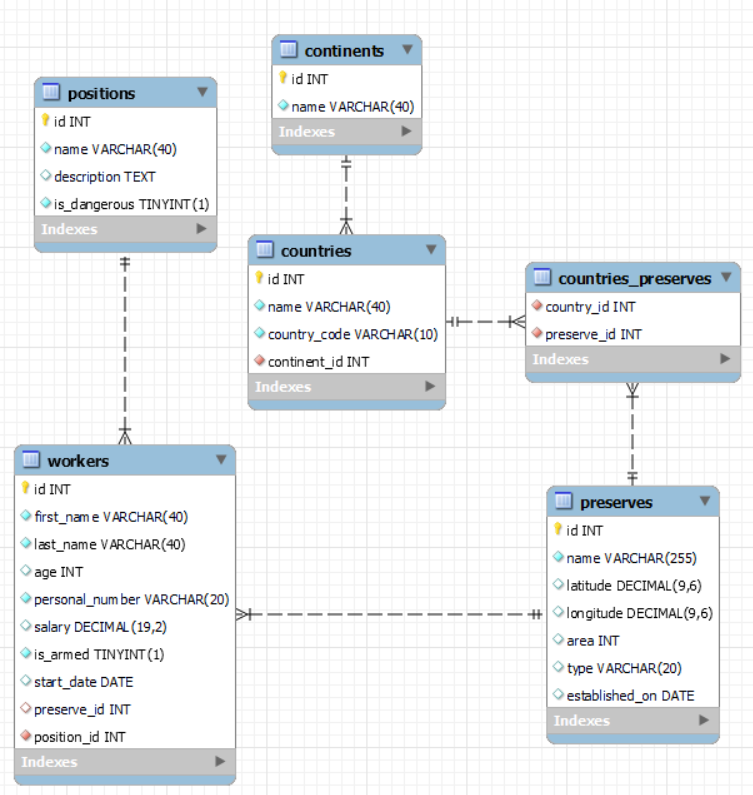 continents
id INT
name VARCHAR(40)
Indexes
positions
id INT
name VARCHAR(40)
description TEXT
is_dangerous TINYINT(1)
Indexes
countries
id INT
name VARCHAR(40)
country_code VARCHAR(10)
continent_id INT
Indexes
countries_preserves
country_id INT
preserve_id INT
Indexes
workers
id INT
first_name VARCHAR(40)
last_name VARCHAR(40)
age INT
personal_number VARCHAR(20)
salary DECIMAL(19,2)
is_armed TINYINT(1)
start_date DATE
preserve_id INT
position_id INT
Indexes
preserves
id INT
name VARCHAR(255)
latitude DECIMAL(9,6)
longitude DECIMAL(9,6)
area INT
type VARCHAR(20)
established_on DATE
Indexes